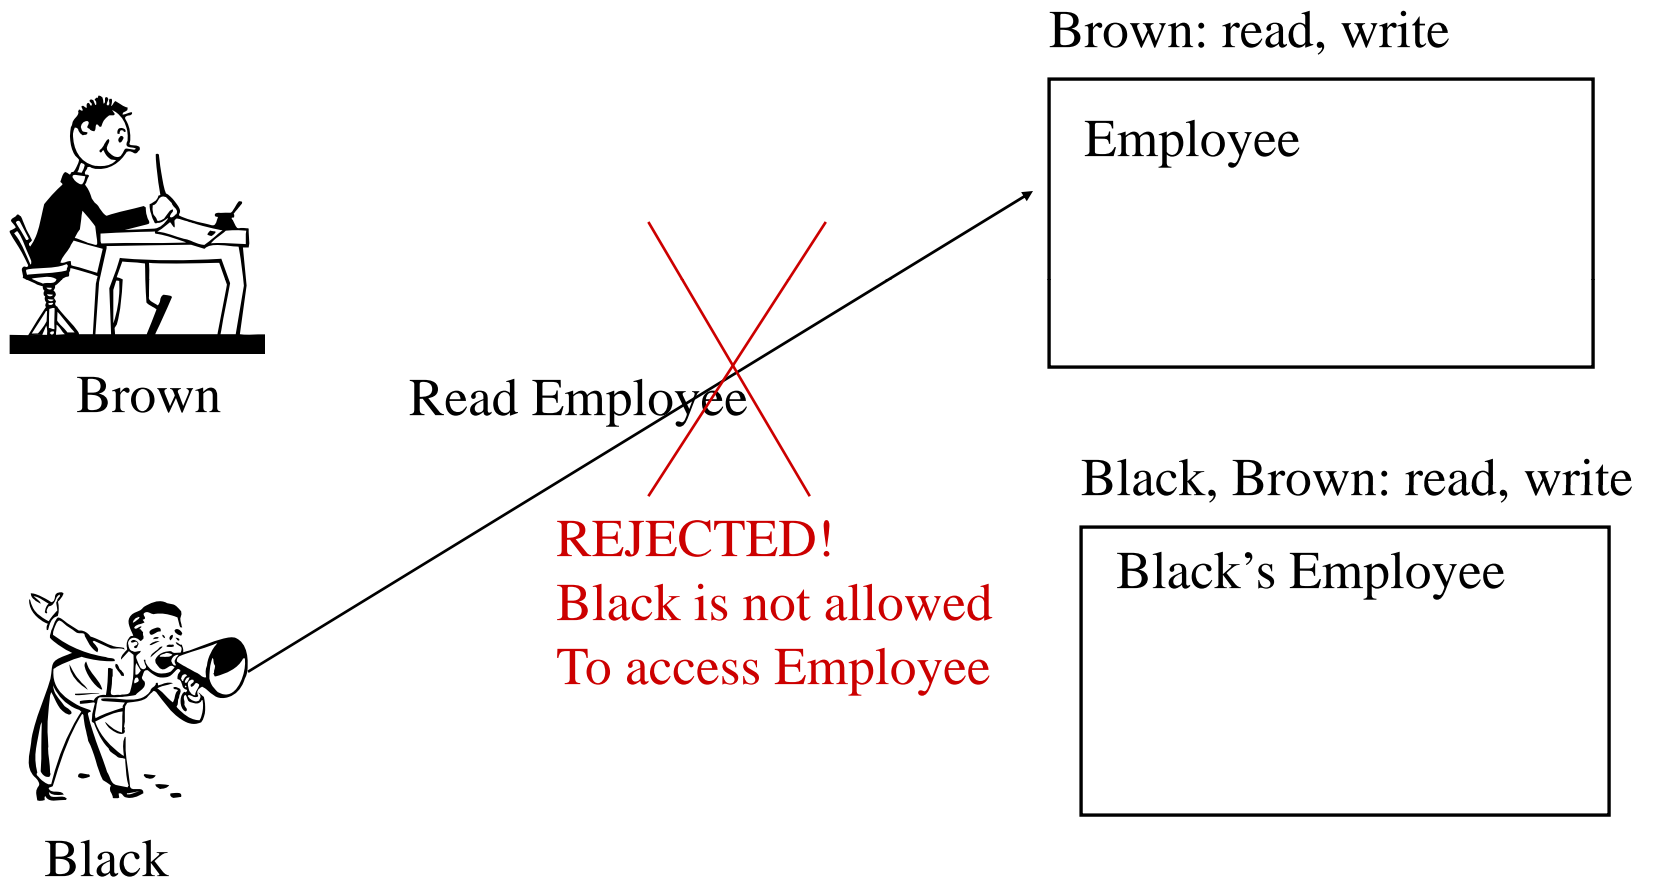 Brown: read, write
Employee
Brown
Read Employee
Black, Brown: read, write
REJECTED!
Black is not allowed
To access Employee
Black’s Employee
Black